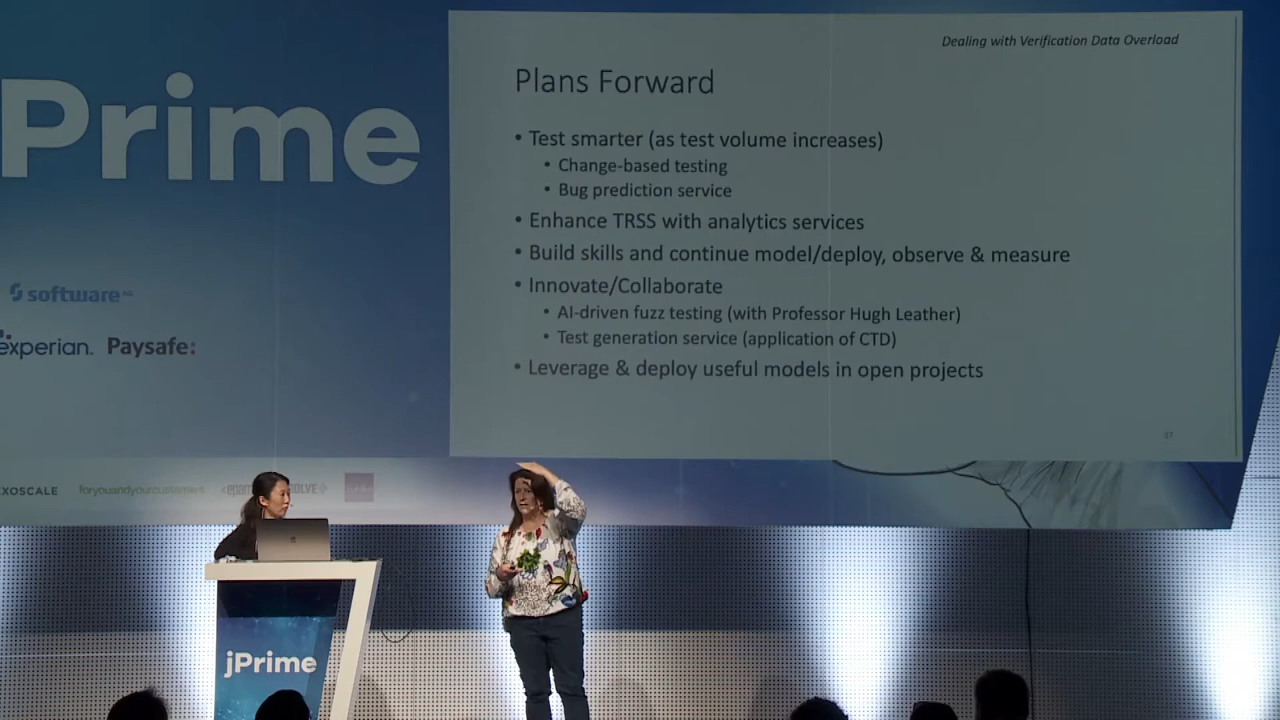 Prime
software AG
experian.
Paysafe:
EXOSCALE
foryouandyourcustomers
Dealing with Verification Data Overload
Plans Forward
• Test smarter (as test volume increases)
• Change-based testing
• Bug prediction service
• Enhance TRSS with analytics services
• Build skills and continue model/deploy, observe & measure
• Innovate/Collaborate
• AI-driven fuzz testing (with Professor Hugh Leather)
• Test generation service (application of CTD)
• Leverage & deploy useful models in open projects
37
jPrime